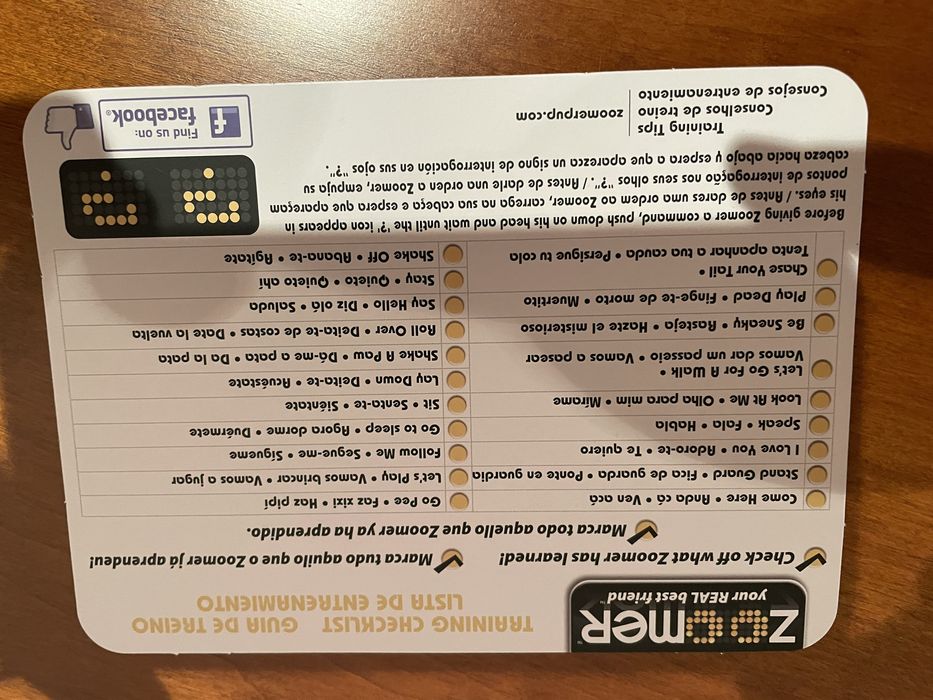 ZOOMER™
your REAL best friend™
TRAINING CHECKLIST GUIA DE TREINO
LISTA DE ENTRENAMIENTO
Check off what Zoomer has learned!
Marca tudo aquilo que o Zoomer já aprendeu!
Marca todo aquello que Zoomer ya ha aprendido.
Come Here • Anda cá • Ven acá
Stand Guard • Fica de guarda • Ponte en guardia
I Love You • Adoro-te • Te quiero
Speak • Fala • Habla
Look At Me • Olha para mim • Mírame
Let's Go For A Walk •
Vamos dar um passeio • Vamos a pasear
Be Sneaky • Rasteja • Hazte el misterioso
Play Dead • Finge-te de morto • Muertito
Chase Your Tail •
Tenta apanhar a tua cauda • Persigue tu cola
Go Pee • Faz xixi • Haz pipí
Let's Play • Vamos brincar • Vamos a jugar
Follow Me • Segue-me • Sígueme
Go to sleep • Agora dorme • Duérmete
Sit • Senta-te • Siéntate
Lay Down • Deita-te • Acuéstate
Shake A Paw • Dá-me a pata • Da la pata
Roll Over • Deita-te de costas • Date la vuelta
Say Hello • Diz olá • Saluda
Stay • Quieto • Quieto ahí
Shake Off • Abana-te • Agítate
Before giving Zoomer a command, push down on his head and wait until the '?' icon appears in
his eyes. / Antes de dares uma ordem ao Zoomer, carrega na sua cabeça e espera que apareçam
pontos de interrogação nos seus olhos "?". / Antes de darle una orden a Zoomer, empuja su
cabeza hacia abajo y espera a que aparezca un signo de interrogación en sus ojos "?".
Training Tips
Conselhos de treino
Consejos de entrenamiento
zoomerpup.com
Find us on:
facebook®
f